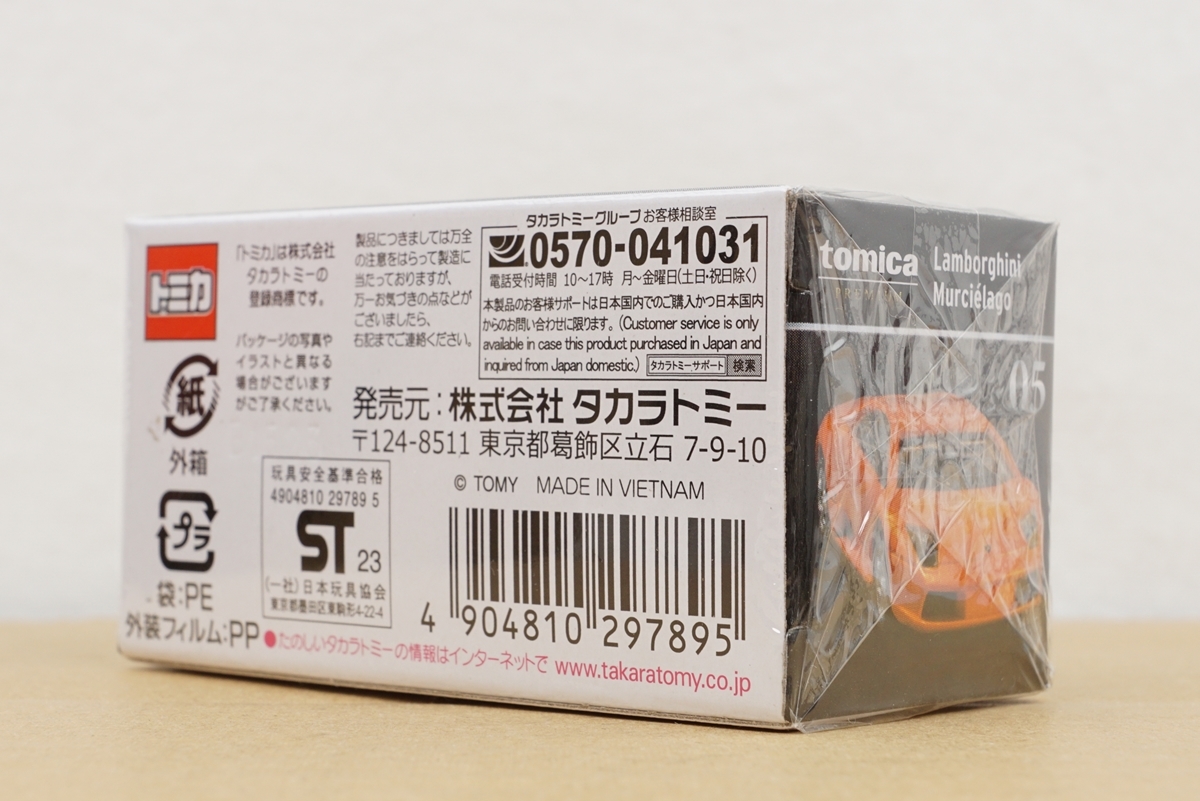 トミカ
「トミカ」は株式会社
タカラトミーの
登録商標です。
パッケージの写真や
イラストと異なる
場合がございます
がご了承ください。
紙
外箱
プラ
袋:PE
外装フィルム:PP
製品につきましては万全
の注意をはらって製造に
当たっておりますが、
万一お気づきの点などが
ございましたら、
右記までご連絡ください。
タカラトミーグループ お客様相談室
0570-041031
電話受付時間 10〜17時 月〜金曜日(土日・祝日除く)
本製品のお客様サポートは日本国内でのご購入かつ日本国内
からのお問い合わせに限ります。(Customer service is only
available in case this product purchased in Japan and
inquired from Japan domestic.) タカラトミーサポート 検索
発売元:株式会社 タカラトミー
〒124-8511 東京都葛飾区立石 7-9-10
© TOMY MADE IN VIETNAM
玩具安全基準合格
4904810 29789 5
ST 23
(一社)日本玩具協会
東京都墨田区東駒形4-22-4
4 904810 297895
●たのしいタカラトミーの情報はインターネットで www.takaratomy.co.jp
tomica
PREMIUM
Lamborghini
Murciélago
05